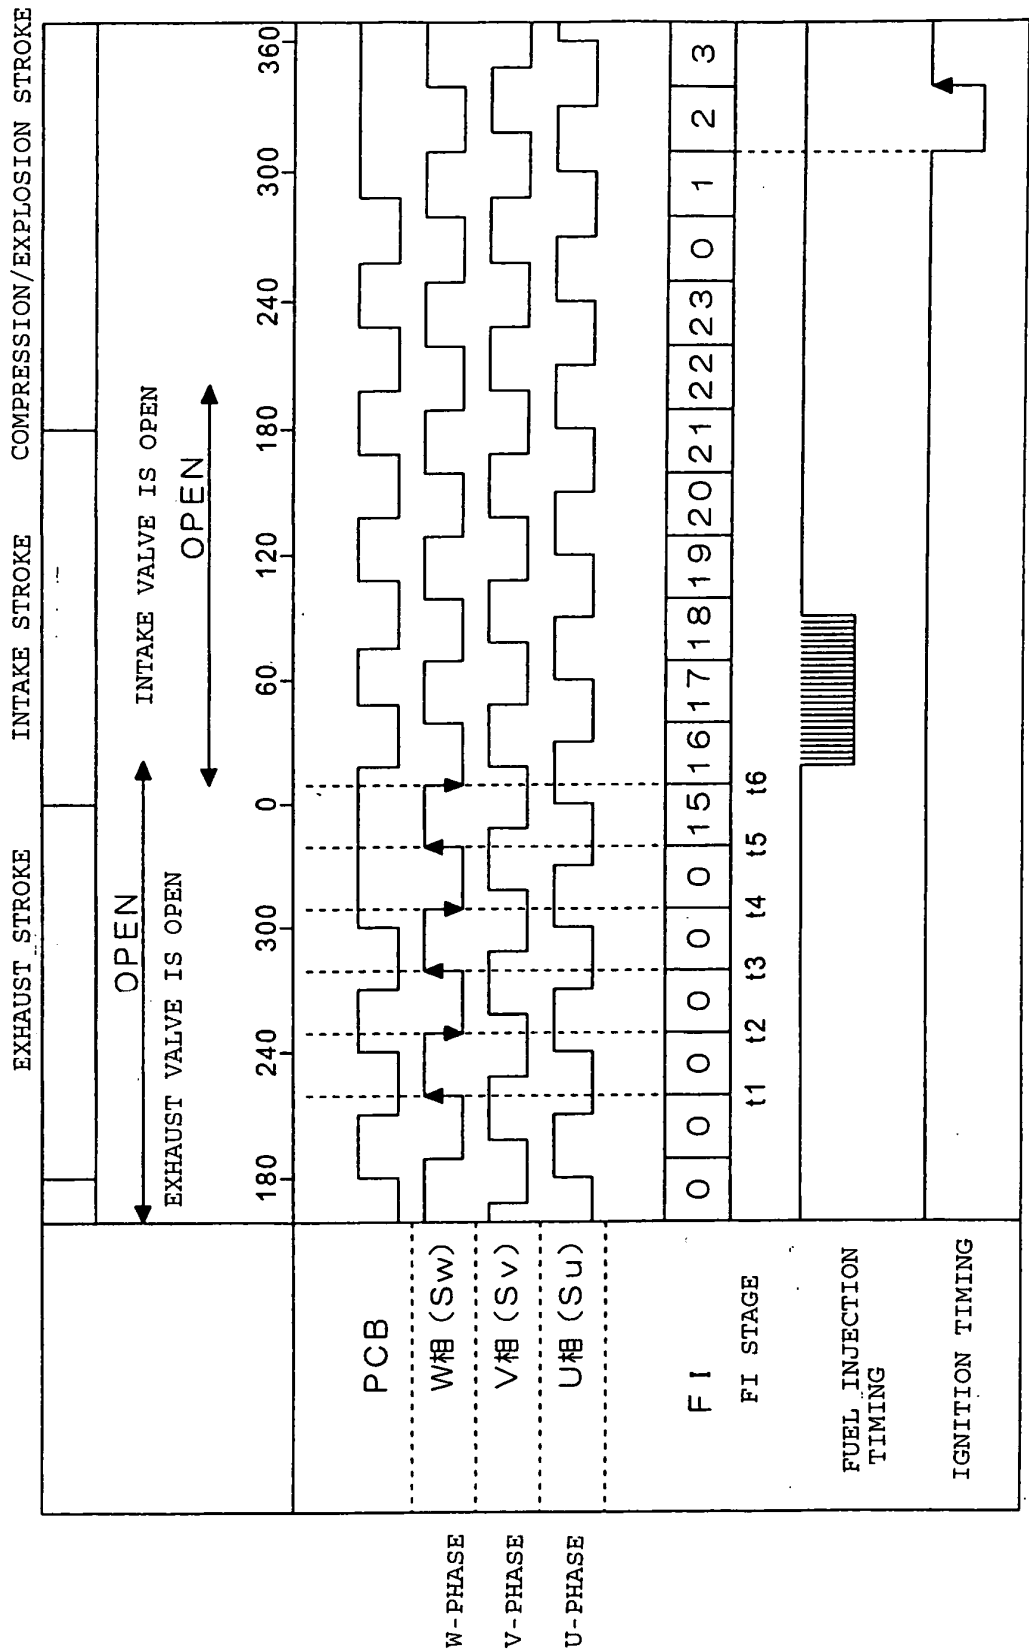 EXHAUST STROKE INTAKE STROKE COMPRESSION/EXPLOSION STROKE
OPEN
EXHAUST VALVE IS OPEN
INTAKE VALVE IS OPEN
OPEN
180 240 300 0 60 120 180 240 300 360
PCB
W-PHASE W相(Sw)
V-PHASE V相(Sv)
U-PHASE U相(Su)
FI 0 0 0 0 0 0 15 16 17 18 19 20 21 22 23 0 1 2 3
FI STAGE t1 t2 t3 t4 t5 t6
FUEL INJECTION
TIMING
IGNITION TIMING